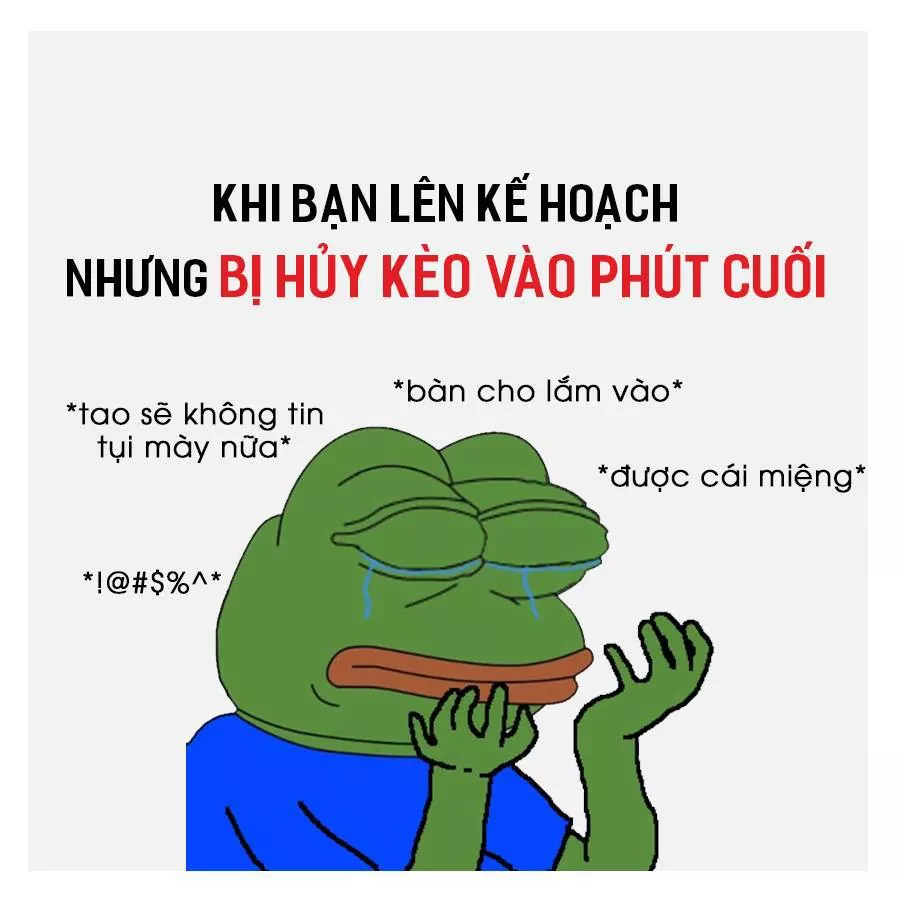 KHI BẠN LÊN KẾ HOẠCH
NHƯNG BỊ HỦY KÈO VÀO PHÚT CUỐI
*bàn cho lắm vào*
*tao sẽ không tin
tụi mày nữa*
*được cái miệng*
*!@#$%^*